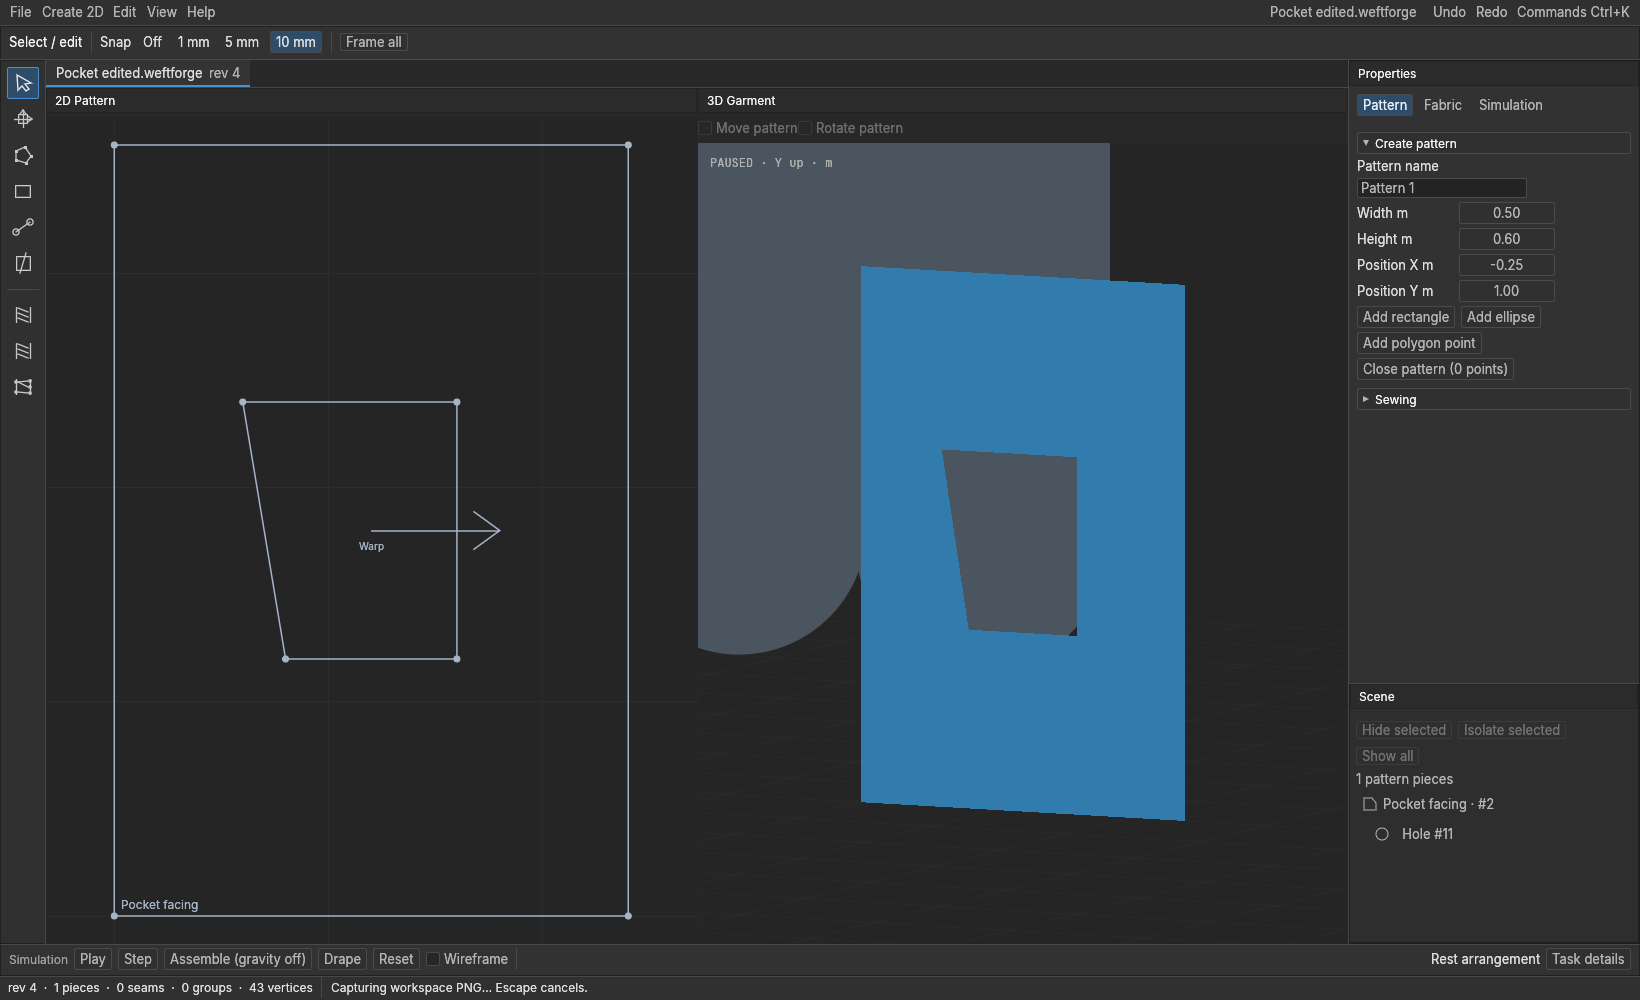 File Create 2D Edit View Help Pocket edited.weftforge Undo Redo Commands Ctrl+K
Select / edit Snap Off 1 mm 5 mm 10 mm Frame all
Pocket edited.weftforge rev 4
2D Pattern
Warp
Pocket facing
3D Garment
Move pattern Rotate pattern
PAUSED · Y up · m
Properties
Pattern Fabric Simulation
Create pattern
Pattern name
Pattern 1
Width m 0.50
Height m 0.60
Position X m -0.25
Position Y m 1.00
Add rectangle Add ellipse
Add polygon point
Close pattern (0 points)
Sewing
Scene
Hide selected Isolate selected
Show all
1 pattern pieces
Pocket facing · #2
Hole #11
Simulation Play Step Assemble (gravity off) Drape Reset Wireframe Rest arrangement Task details
rev 4 · 1 pieces · 0 seams · 0 groups · 43 vertices Capturing workspace PNG... Escape cancels.